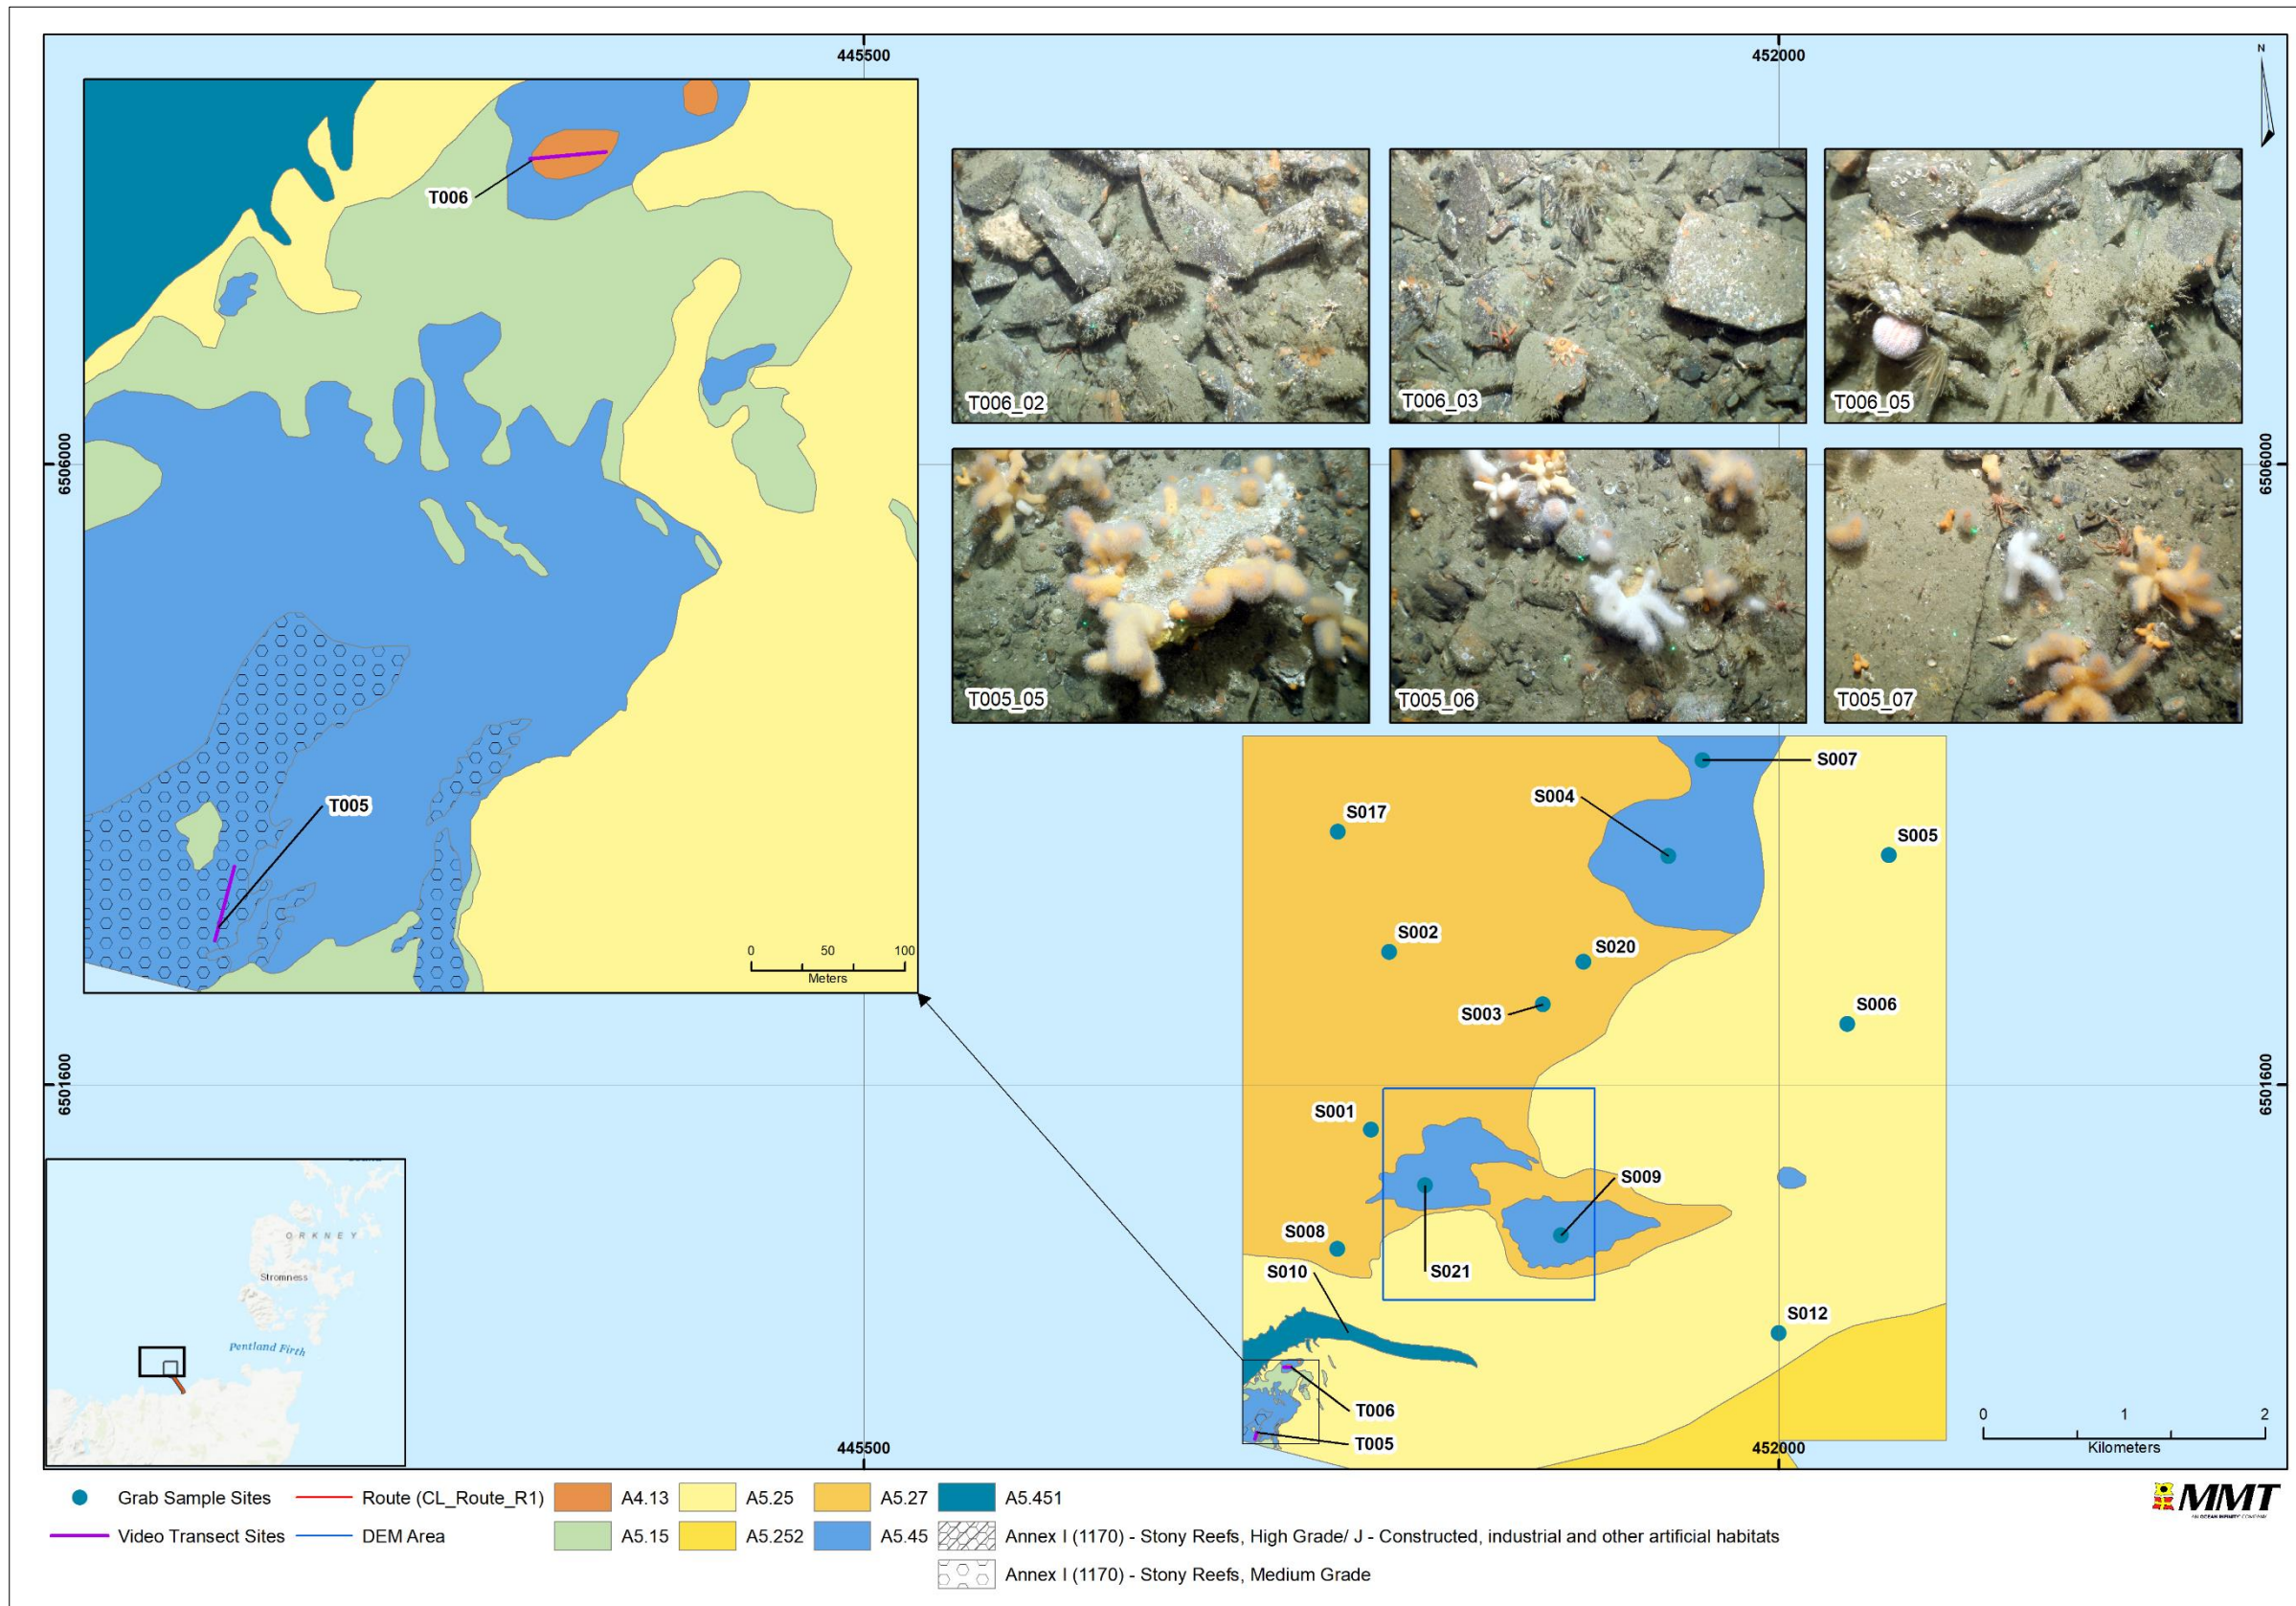 445500
452000
N
T006
T006_02
T006_03
T006_05
6506000
6506000
T005_05
T005_06
T005_07
T005
0 50 100
Meters
S007
S004
S017
S005
S002
S020
S003
S006
6501600
6501600
S001
S009
S008
S010
S021
S012
T006
T005
ORKNEY
Stromness
Pentland Firth
0 1 2
Kilometers
445500
452000
Grab Sample Sites
Route (CL_Route_R1)
A4.13
A5.25
A5.27
A5.451
Video Transect Sites
DEM Area
A5.15
A5.252
A5.45
Annex I (1170) - Stony Reefs, High Grade/ J - Constructed, industrial and other artificial habitats
Annex I (1170) - Stony Reefs, Medium Grade
MMT
AN OCEAN INFINITY COMPANY